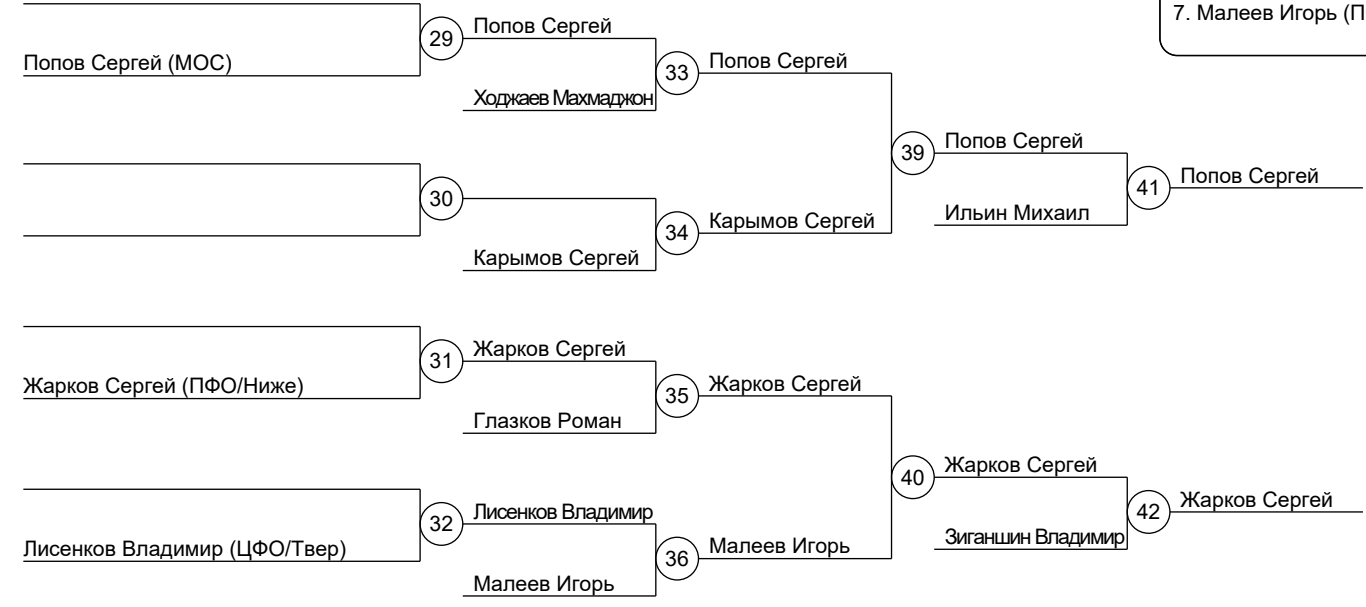 7. Малеев Игорь (П
29
Попов Сергей
Попов Сергей (МОС)
33
Попов Сергей
Ходжаев Махмаджон
39
Попов Сергей
41
Попов Сергей
30
34
Карымов Сергей
Ильин Михаил
Карымов Сергей
31
Жарков Сергей
Жарков Сергей (ПФО/Ниже)
35
Жарков Сергей
Глазков Роман
40
Жарков Сергей
42
Жарков Сергей
32
Лисенков Владимир
Лисенков Владимир (ЦФО/Твер)
36
Малеев Игорь
Зиганшин Владимир
Малеев Игорь